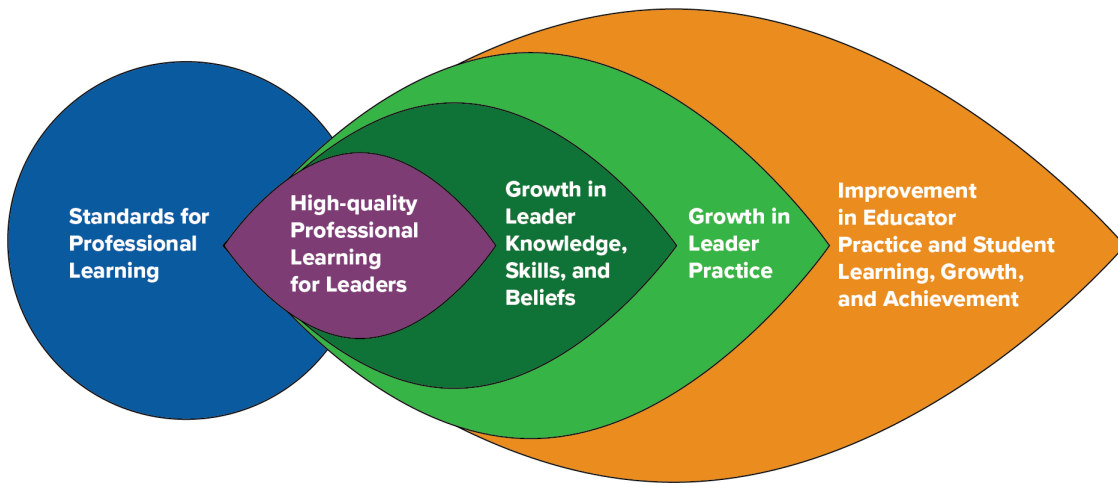 Standards for
Professional
Learning
High-quality
Professional
Learning
for Leaders
Growth in
Leader
Knowledge,
Skills, and
Beliefs
Growth in
Leader
Practice
Improvement
in Educator
Practice and Student
Learning, Growth,
and Achievement